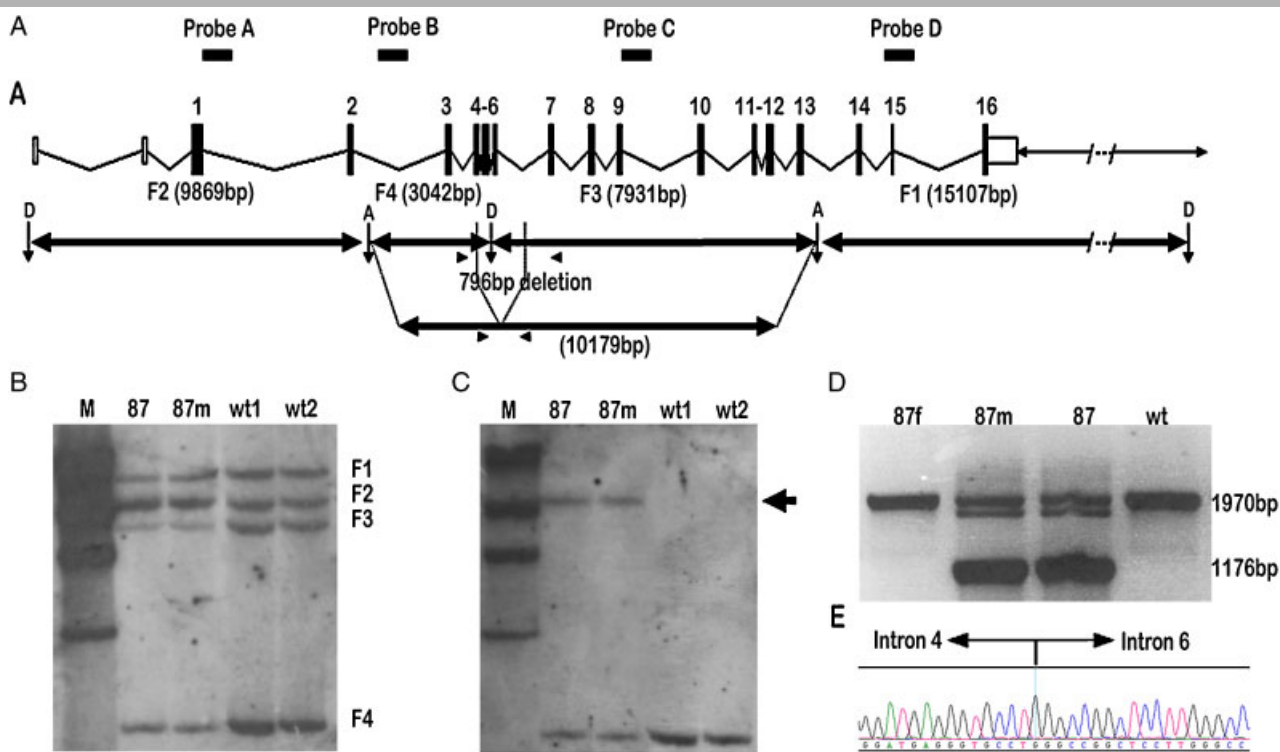 A
Probe A Probe B Probe C Probe D
A
1 2 3 4-6 7 8 9 10 11-12 13 14 15 16
F2 (9869bp) F4 (3042bp) F3 (7931bp) F1 (15107bp)
D A D A D
796bp deletion
(10179bp)
B
M 87 87m wt1 wt2
F1
F2
F3
F4
C
M 87 87m wt1 wt2
D
87f 87m 87 wt
1970bp
1176bp
E
Intron 4 Intron 6
GGATGAGGGTGCCTGGGCCGGCTCCTTGGGCC